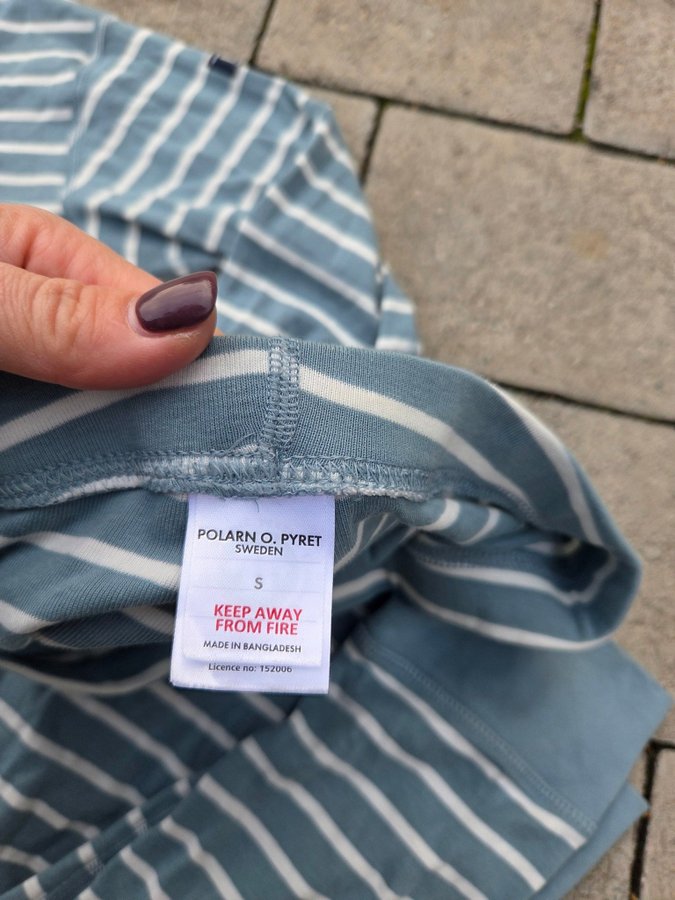 POLARN O. PYRET
SWEDEN
S
KEEP AWAY
FROM FIRE
MADE IN BANGLADESH
Licence no: 152006